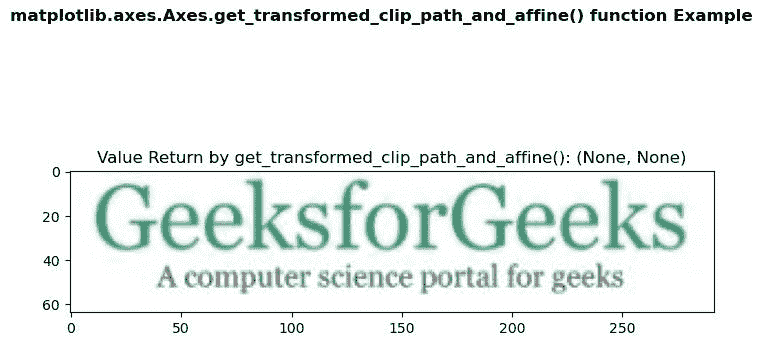 matplotlib.axes.Axes.get_transformed_clip_path_and_affine() function Example
Value Return by get_transformed_clip_path_and_affine(): (None, None)
0
GeeksforGeeks
20
40
A computer science portal for geeks
60
0 50 100 150 200 250